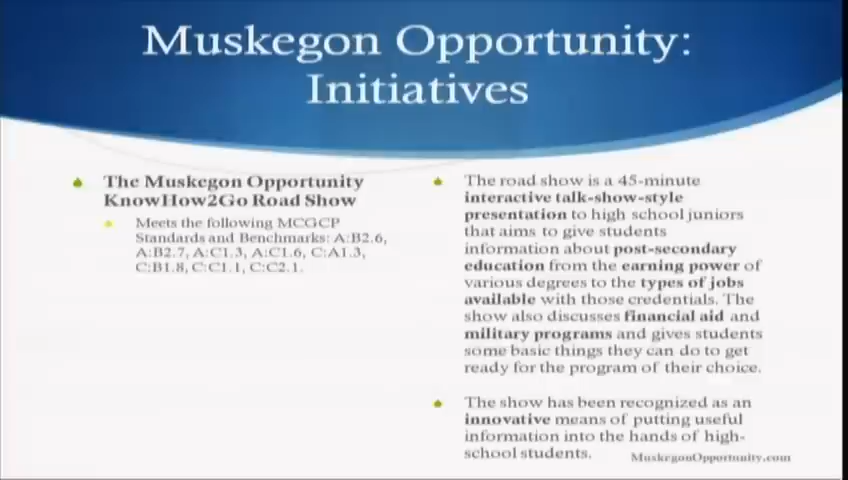 Muskegon Opportunity:
Initiatives
The Muskegon Opportunity
KnowHow2Go Road Show
Meets the following MCGCP
Standards and Benchmarks: A:B2.6,
A:B2.7, A:C1.3, A:C1.6, C:A1.3,
C:B1.8, C:C1.1, C:C2.1.
The road show is a 45-minute
interactive talk-show-style
presentation to high school juniors
that aims to give students
information about post-secondary
education from the earning power of
various degrees to the types of jobs
available with those credentials. The
show also discusses financial aid and
military programs and gives students
some basic things they can do to get
ready for the program of their choice.
The show has been recognized as an
innovative means of putting useful
information into the hands of high-
school students.
MuskegonOpportunity.com